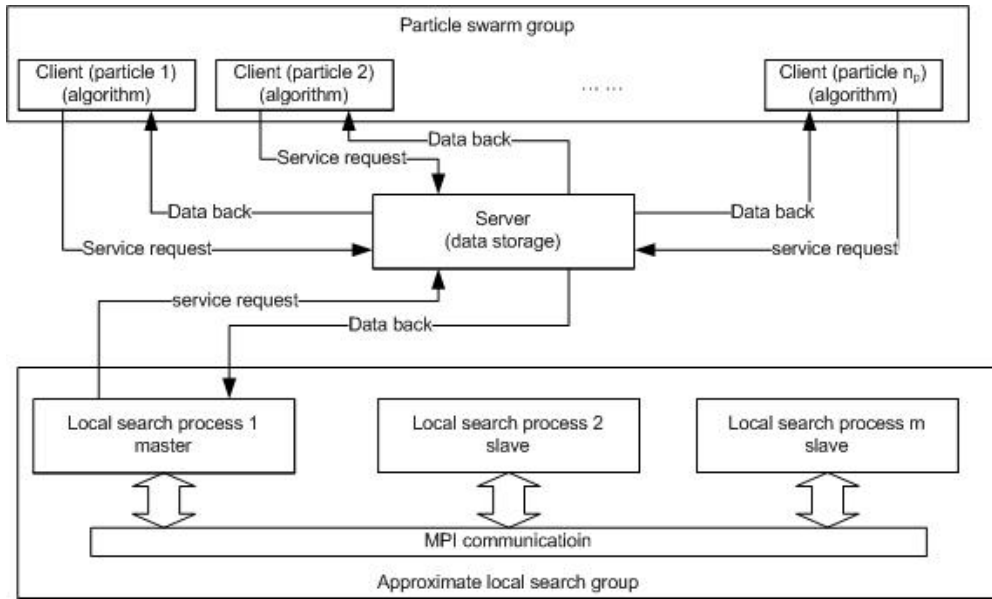 Particle swarm group
Client (particle 1)
(algorithm)
Client (particle 2)
(algorithm)
... ...
Client (particle nₚ)
(algorithm)
Data back
Service request
Data back
Server
(data storage)
Data back
Service request
service request
service request
Data back
Local search process 1
master
Local search process 2
slave
Local search process m
slave
MPI communicatioin
Approximate local search group